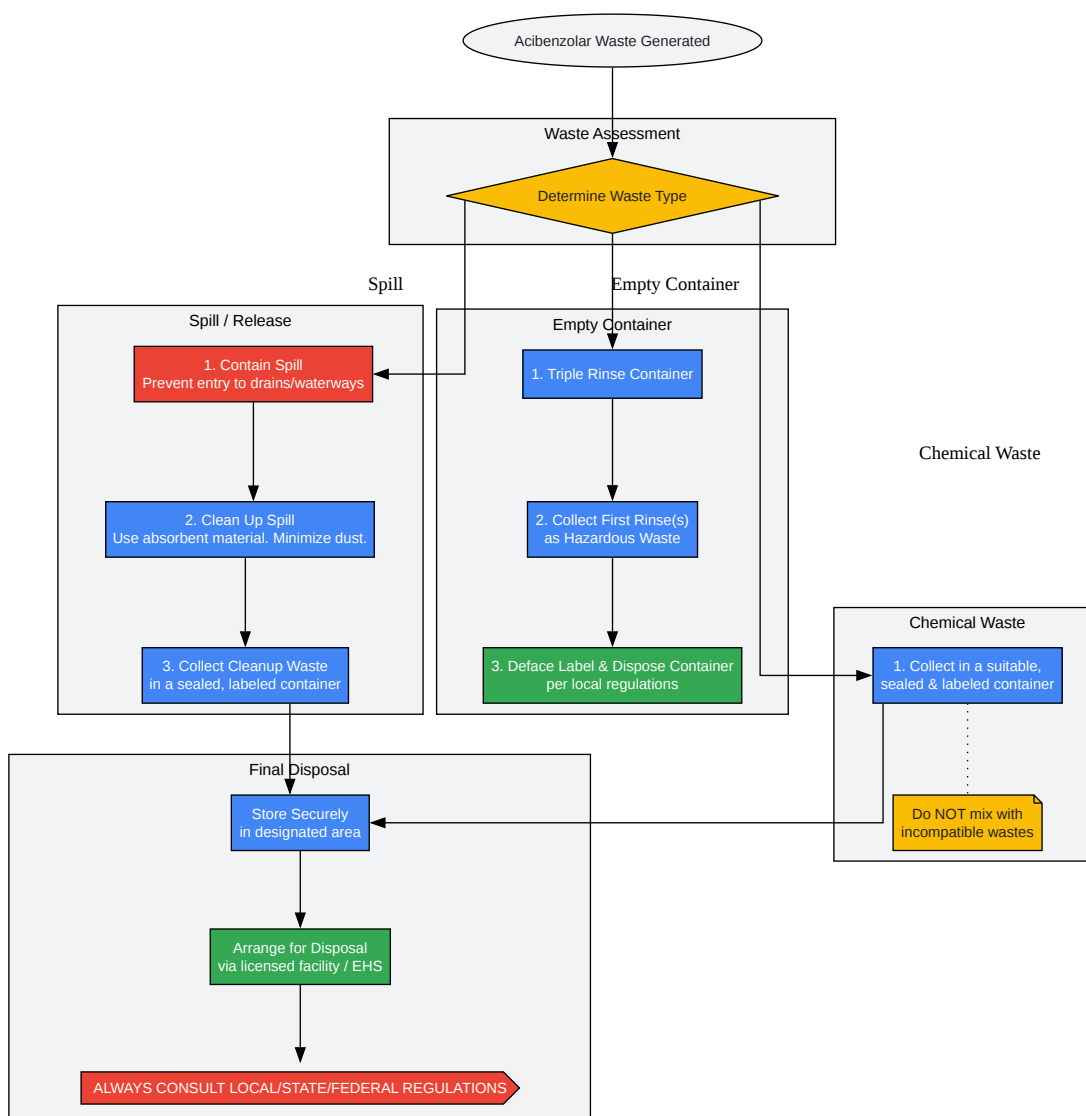 Acibenzolar Waste Generated
Waste Assessment
Determine Waste Type
Spill
Empty Container
Chemical Waste
Spill / Release
1. Contain Spill
Prevent entry to drains/waterways
2. Clean Up Spill
Use absorbent material. Minimize dust.
3. Collect Cleanup Waste
in a sealed, labeled container
Empty Container
1. Triple Rinse Container
2. Collect First Rinse(s)
as Hazardous Waste
3. Deface Label & Dispose Container
per local regulations
Chemical Waste
1. Collect in a suitable,
sealed & labeled container
Do NOT mix with
incompatible wastes
Final Disposal
Store Securely
in designated area
Arrange for Disposal
via licensed facility / EHS
ALWAYS CONSULT LOCAL/STATE/FEDERAL REGULATIONS